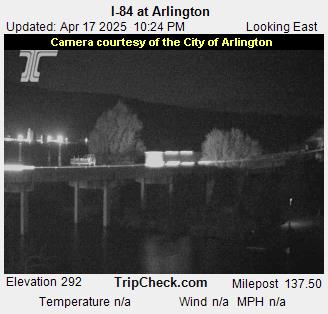 I-84 at Arlington
Updated: Apr 17 2025 10:24 PM Looking East
Camera courtesy of the City of Arlington
Elevation 292 TripCheck.com Milepost 137.50
Temperature n/a Wind n/a MPH n/a